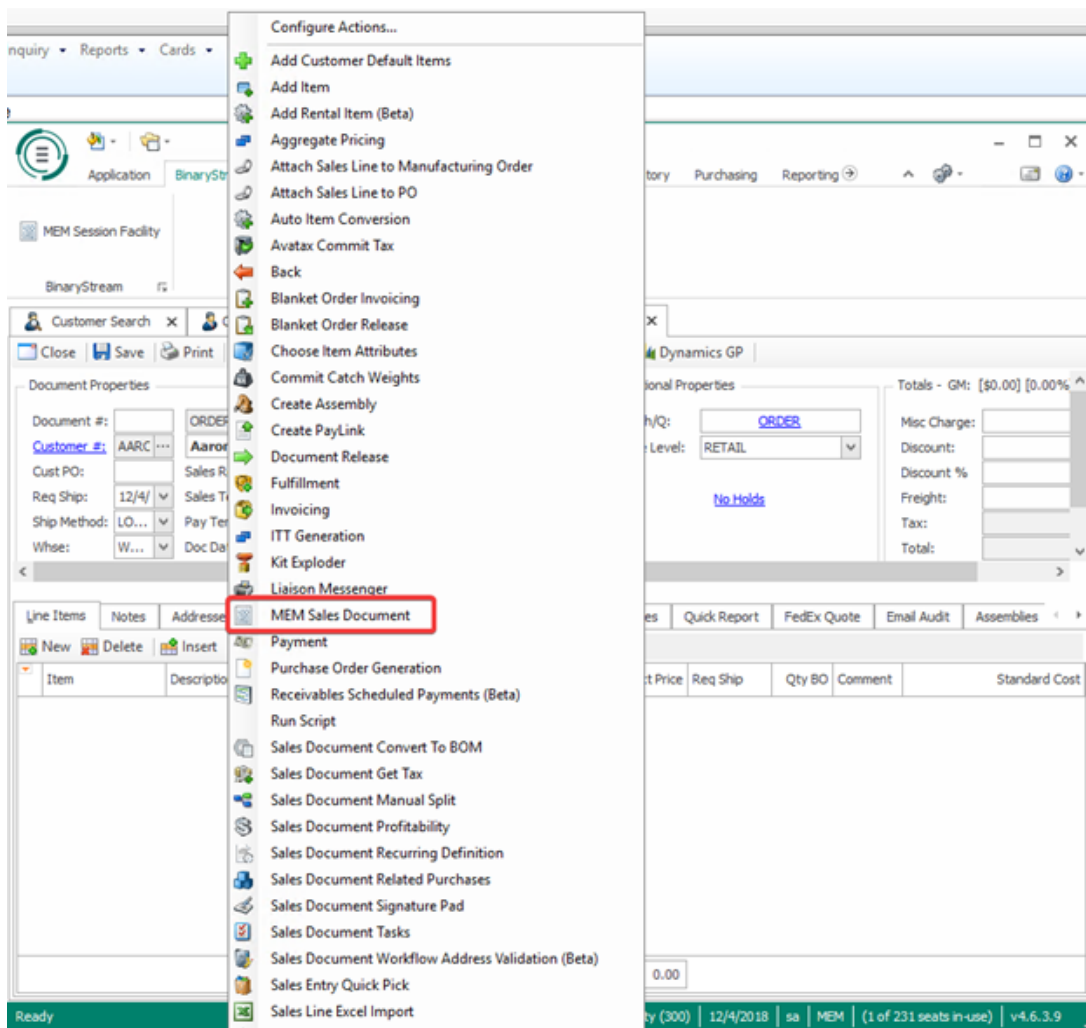 Configure Actions...
nquiry Reports Cards
Add Customer Default Items
Add Item
Add Rental Item (Beta)
Aggregate Pricing
Attach Sales Line to Manufacturing Order
Attach Sales Line to PO
Auto Item Conversion
Avatax Commit Tax
Back
Blanket Order Invoicing
Blanket Order Release
Choose Item Attributes
Commit Catch Weights
Create Assembly
Create PayLink
Document Release
Fulfillment
Invoicing
ITT Generation
Kit Exploder
Liaison Messenger
MEM Sales Document
Payment
Purchase Order Generation
Receivables Scheduled Payments (Beta)
Run Script
Sales Document Convert To BOM
Sales Document Get Tax
Sales Document Manual Split
Sales Document Profitability
Sales Document Recurring Definition
Sales Document Related Purchases
Sales Document Signature Pad
Sales Document Tasks
Sales Document Workflow Address Validation (Beta)
Sales Entry Quick Pick
Sales Line Excel Import
Application BinaryStr
tory Purchasing Reporting
MEM Session Facility
BinaryStream
Customer Search
Close Save Print
Dynamics GP
Document Properties
Document #: ORDER
Customer #: AARC ... Aaror
Cust PO: Sales R
Req Ship: 12/4/ Sales T
Ship Method: LO... Pay Ter
Whse: W... Doc Da
ional Properties
h/Q: ORDER
e Level: RETAIL
No Holds
Totals - GM: [$0.00] [0.00%
Misc Charge:
Discount:
Discount %
Freight:
Tax:
Total:
Line Items Notes Addresse
es Quick Report FedEx Quote Email Audit Assemblies
New Delete Insert
Item Descriptio
t Price Req Ship Qty BO Comment Standard Cost
0.00
Ready
ty (300) 12/4/2018 sa MEM (1 of 231 seats in-use) v4.6.3.9